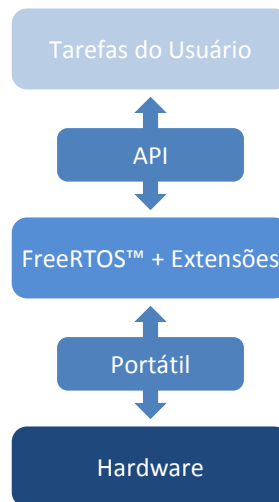 Tarefas do Usuário
API
FreeRTOS™ + Extensões
Portátil
Hardware